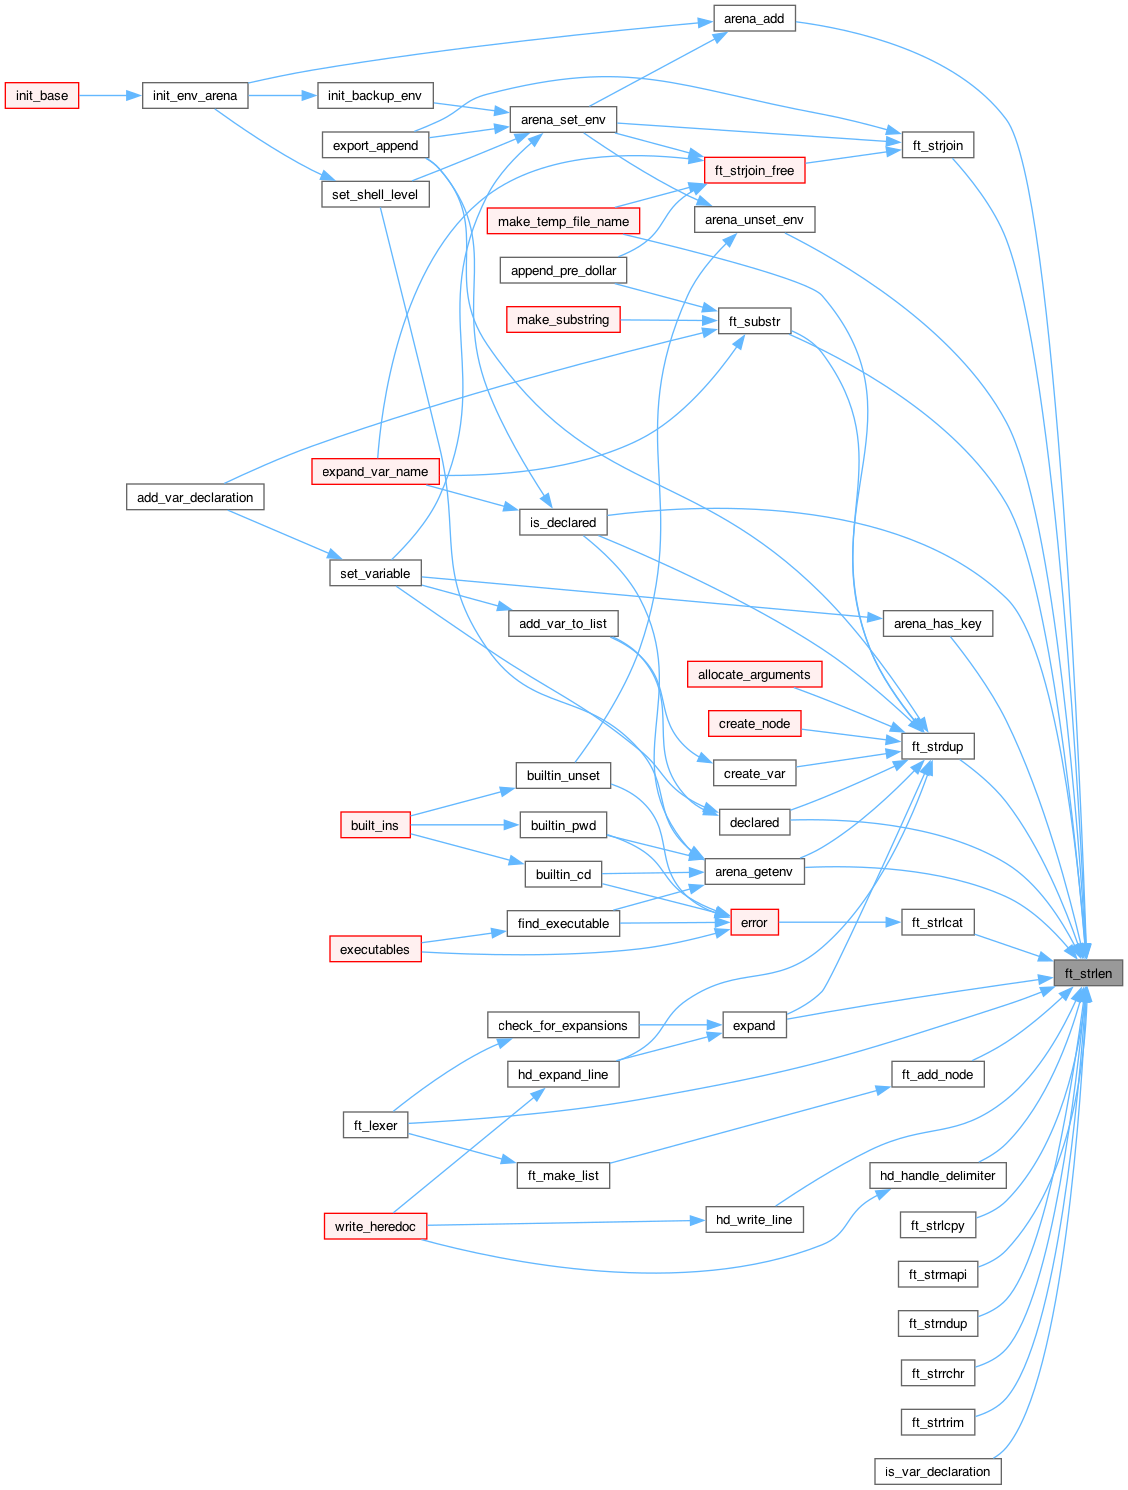 arena_add
init_base
init_env_arena
init_backup_env
arena_set_env
export_append
ft_strjoin
ft_strjoin_free
set_shell_level
make_temp_file_name
arena_unset_env
append_pre_dollar
make_substring
ft_substr
expand_var_name
add_var_declaration
is_declared
set_variable
add_var_to_list
arena_has_key
allocate_arguments
create_node
ft_strdup
create_var
builtin_unset
built_ins
builtin_pwd
declared
builtin_cd
arena_getenv
find_executable
error
ft_strlcat
executables
ft_strlen
check_for_expansions
expand
hd_expand_line
ft_add_node
ft_lexer
ft_make_list
hd_handle_delimiter
write_heredoc
hd_write_line
ft_strlcpy
ft_strmapi
ft_strndup
ft_strrchr
ft_strtrim
is_var_declaration